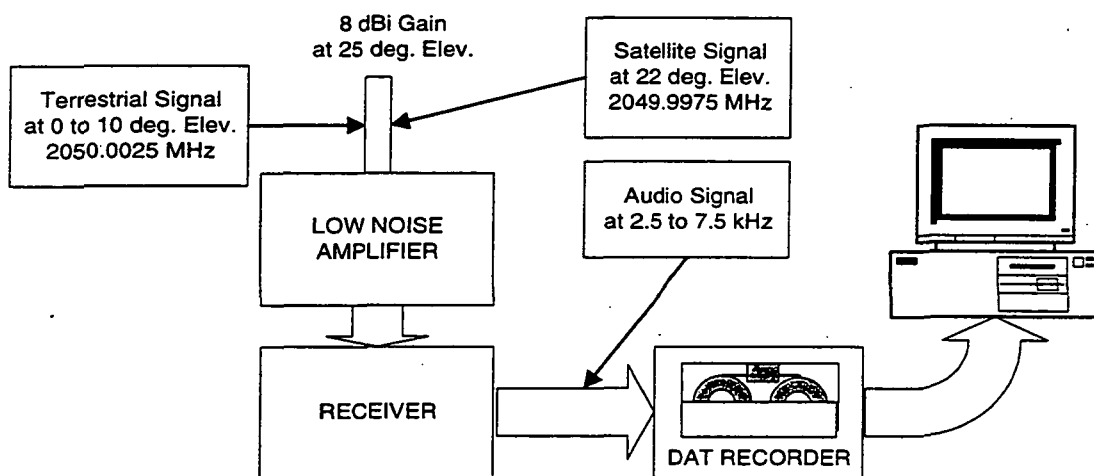 8 dBi Gain
at 25 deg. Elev.
Satellite Signal
at 22 deg. Elev.
2049.9975 MHz
Terrestrial Signal
at 0 to 10 deg. Elev.
2050.0025 MHz
Audio Signal
at 2.5 to 7.5 kHz
LOW NOISE
AMPLIFIER
RECEIVER
DAT RECORDER